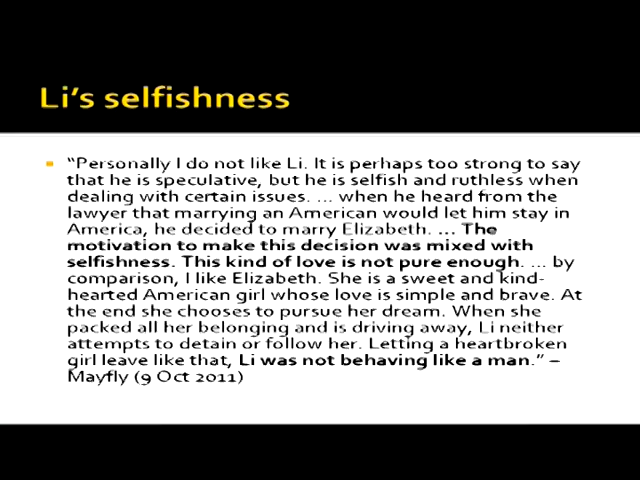 Li's selfishness
"Personally I do not like Li. It is perhaps too strong to say
that he is speculative, but he is selfish and ruthless when
dealing with certain issues. ... when he heard from the
lawyer that marrying an American would let him stay in
America, he decided to marry Elizabeth. ... The
motivation to make this decision was mixed with
selfishness. This kind of love is not pure enough. ... by
comparison, I like Elizabeth. She is a sweet and kind-
hearted American girl whose love is simple and brave. At
the end she chooses to pursue her dream. When she
packed all her belonging and is driving away, Li neither
attempts to detain or follow her. Letting a heartbroken
girl leave like that, Li was not behaving like a man." –
Mayfly (9 Oct 2011)